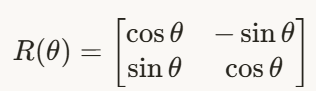 R(θ) = [cos θ  − sin θ
sin θ  cos θ]